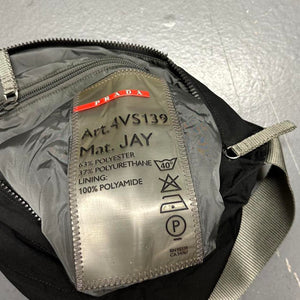 PRADA
Art. 4VS139
Mat. JAY
63% POLYESTER
37% POLYURETHANE
LINING:
100% POLYAMIDE
40°
P